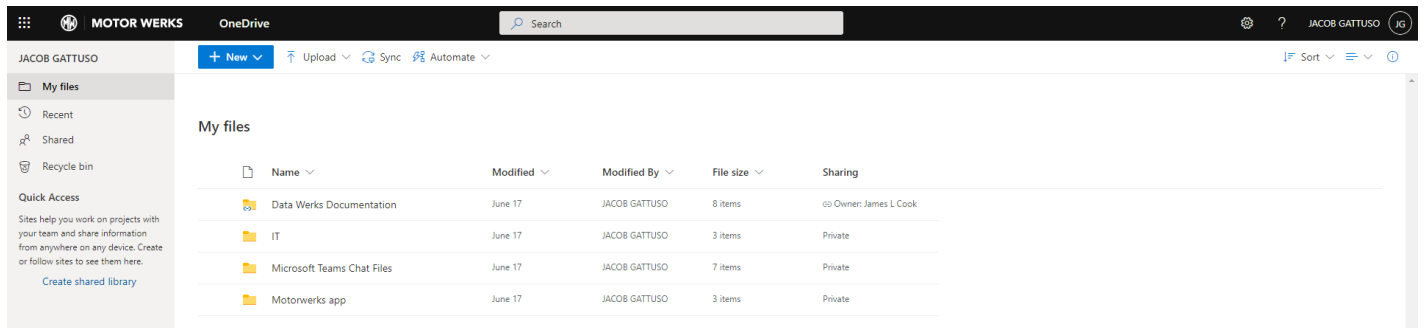 MW MOTOR WERKS OneDrive Search ? JACOB GATTUSO JG
JACOB GATTUSO
+ New Upload Sync Automate Sort
My files
Recent
Shared
Recycle bin
Quick Access
Sites help you work on projects with
your team and share information
from anywhere on any device. Create
or follow sites to see them here.
Create shared library
My files
Name Modified Modified By File size Sharing
Data Werks Documentation June 17 JACOB GATTUSO 8 items Owner: James L Cook
IT June 17 JACOB GATTUSO 3 items Private
Microsoft Teams Chat Files June 17 JACOB GATTUSO 7 items Private
Motorwerks app June 17 JACOB GATTUSO 3 items Private